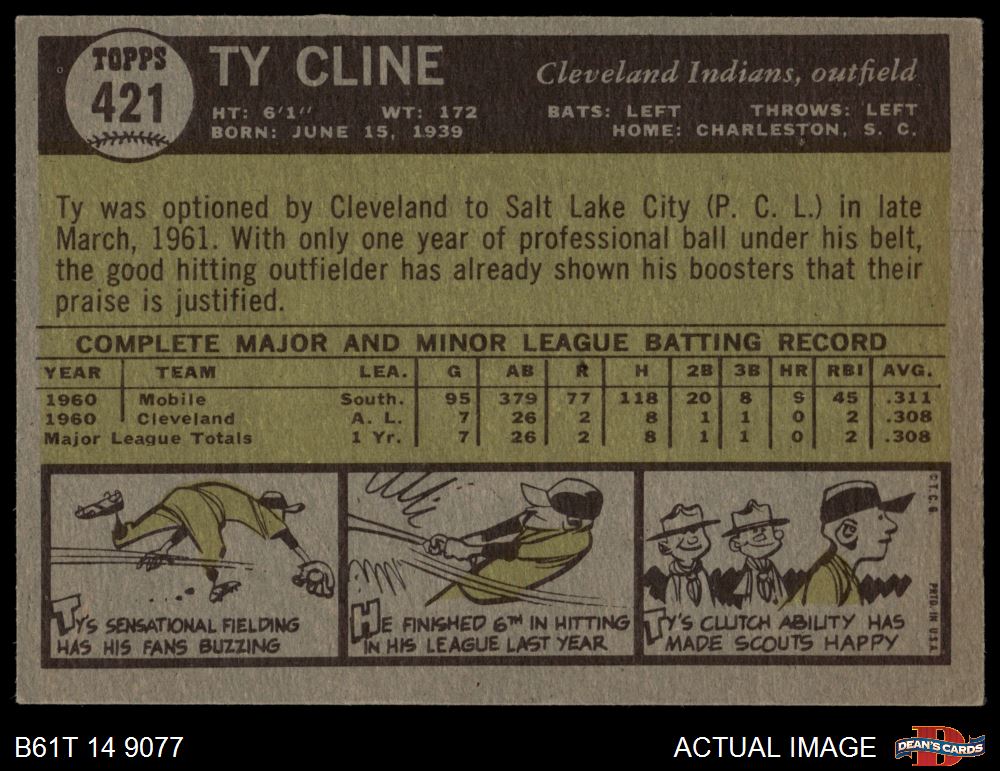 TOPPS
421
TY CLINE
Cleveland Indians, outfield
HT: 6'1" WT: 172 BATS: LEFT THROWS: LEFT
BORN: JUNE 15, 1939 HOME: CHARLESTON, S. C.
Ty was optioned by Cleveland to Salt Lake City (P. C. L.) in late
March, 1961. With only one year of professional ball under his belt,
the good hitting outfielder has already shown his boosters that their
praise is justified.
COMPLETE MAJOR AND MINOR LEAGUE BATTING RECORD
YEAR TEAM LEA. G AB R H 2B 3B HR RBI AVG.
1960 Mobile South. 95 379 77 118 20 8 5 45 .311
1960 Cleveland A. L. 7 26 2 8 1 1 0 2 .308
Major League Totals 1 Yr. 7 26 2 8 1 1 0 2 .308
TY'S SENSATIONAL FIELDING
HAS HIS FANS BUZZING
HE FINISHED 6TH IN HITTING
IN HIS LEAGUE LAST YEAR
TY'S CLUTCH ABILITY HAS
MADE SCOUTS HAPPY
© T.C.G. PRTD. IN U.S.A.
B61T 14 9077
ACTUAL IMAGE
DEAN'S CARDS